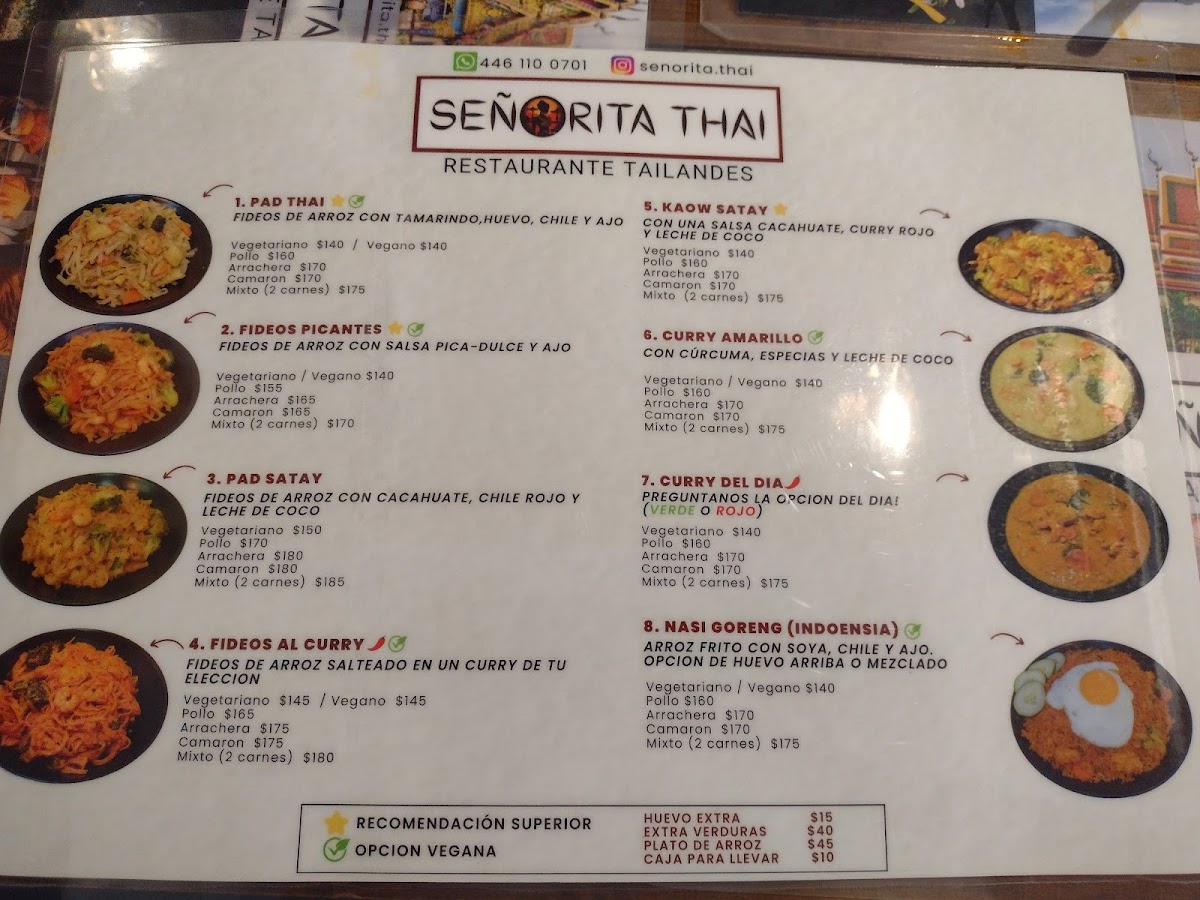 446 110 0701 senorita.thai
SEÑORITA THAI
RESTAURANTE TAILANDES
1. PAD THAI
FIDEOS DE ARROZ CON TAMARINDO,HUEVO, CHILE Y AJO
Vegetariano $140 / Vegano $140
Pollo $160
Arrachera $170
Camaron $170
Mixto (2 carnes) $175
2. FIDEOS PICANTES
FIDEOS DE ARROZ CON SALSA PICA-DULCE Y AJO
Vegetariano / Vegano $140
Pollo $155
Arrachera $165
Camaron $165
Mixto (2 carnes) $170
3. PAD SATAY
FIDEOS DE ARROZ CON CACAHUATE, CHILE ROJO Y
LECHE DE COCO
Vegetariano $150
Pollo $170
Arrachera $180
Camaron $180
Mixto (2 carnes) $185
4. FIDEOS AL CURRY
FIDEOS DE ARROZ SALTEADO EN UN CURRY DE TU
ELECCION
Vegetariano $145 / Vegano $145
Pollo $165
Arrachera $175
Camaron $175
Mixto (2 carnes) $180
5. KAOW SATAY
CON UNA SALSA CACAHUATE, CURRY ROJO
Y LECHE DE COCO
Vegetariano $140
Pollo $160
Arrachera $170
Camaron $170
Mixto (2 carnes) $175
6. CURRY AMARILLO
CON CÚRCUMA, ESPECIAS Y LECHE DE COCO
Vegetariano / Vegano $140
Pollo $160
Arrachera $170
Camaron $170
Mixto (2 carnes) $175
7. CURRY DEL DIA
PREGUNTANOS LA OPCION DEL DIA!
(VERDE O ROJO)
Vegetariano $140
Pollo $160
Arrachera $170
Camaron $170
Mixto (2 carnes) $175
8. NASI GORENG (INDOENSIA)
ARROZ FRITO CON SOYA, CHILE Y AJO.
OPCION DE HUEVO ARRIBA O MEZCLADO
Vegetariano / Vegano $140
Pollo $160
Arrachera $170
Camaron $170
Mixto (2 carnes) $175
RECOMENDACIÓN SUPERIOR
OPCION VEGANA
HUEVO EXTRA $15
EXTRA VERDURAS $40
PLATO DE ARROZ $45
CAJA PARA LLEVAR $10